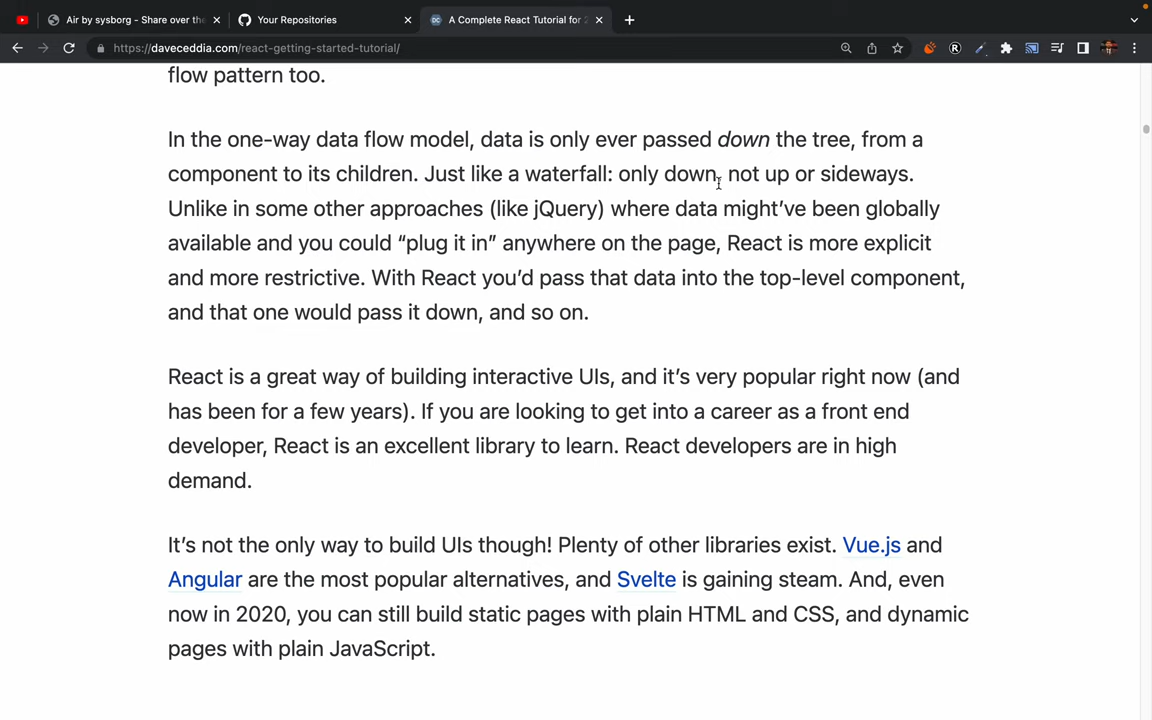 Air by sysborg - Share over the
Your Repositories
A Complete React Tutorial for 2
https://daveceddia.com/react-getting-started-tutorial/
flow pattern too.
In the one-way data flow model, data is only ever passed down the tree, from a
component to its children. Just like a waterfall: only down, not up or sideways.
Unlike in some other approaches (like jQuery) where data might’ve been globally
available and you could “plug it in” anywhere on the page, React is more explicit
and more restrictive. With React you’d pass that data into the top-level component,
and that one would pass it down, and so on.
React is a great way of building interactive UIs, and it’s very popular right now (and
has been for a few years). If you are looking to get into a career as a front end
developer, React is an excellent library to learn. React developers are in high
demand.
It’s not the only way to build UIs though! Plenty of other libraries exist. Vue.js and
Angular are the most popular alternatives, and Svelte is gaining steam. And, even
now in 2020, you can still build static pages with plain HTML and CSS, and dynamic
pages with plain JavaScript.